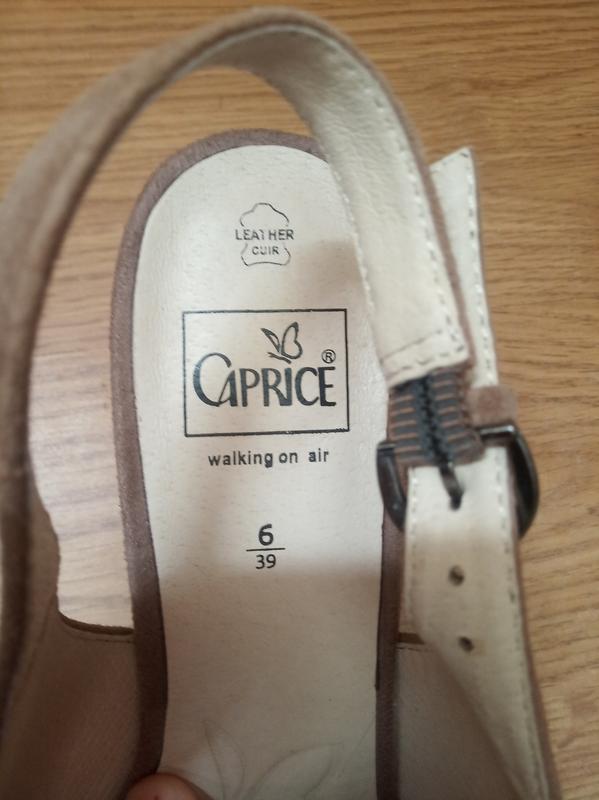 LEATHER
CUIR
CAPRICE®
walking on air
6
39